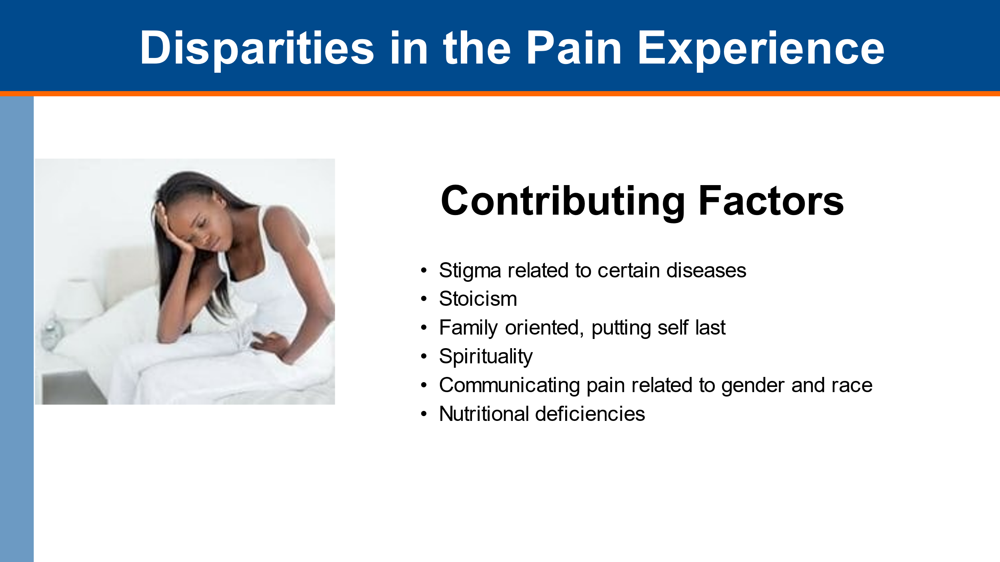 Disparities in the Pain Experience
Contributing Factors
• Stigma related to certain diseases
• Stoicism
• Family oriented, putting self last
• Spirituality
• Communicating pain related to gender and race
• Nutritional deficiencies